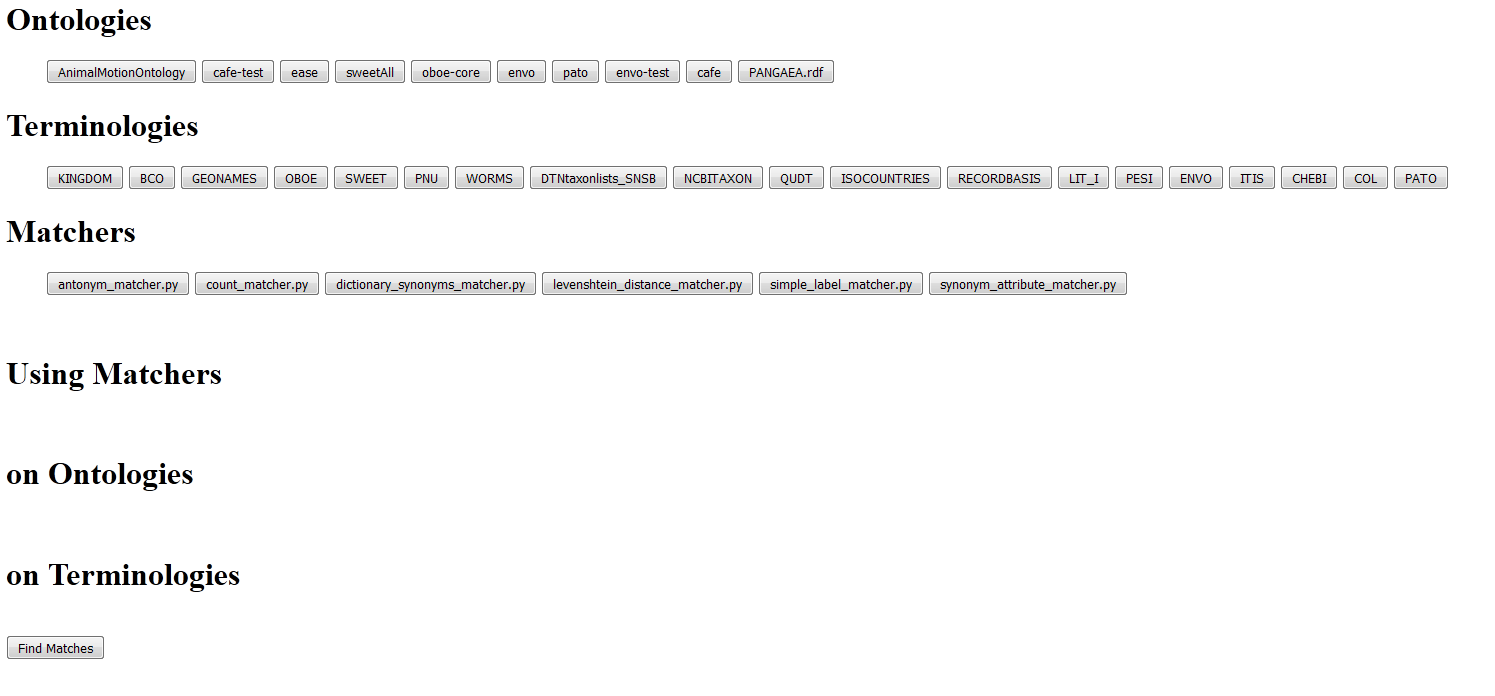 Ontologies
AnimalMotionOntology cafe-test ease sweetAll oboe-core envo pato envo-test cafe PANGAEA.rdf
Terminologies
KINGDOM BCO GEONAMES OBOE SWEET PNU WORMS DTNtaxonlists_SNSB NCBITAXON QUDT ISOCOUNTRIES RECORDBASIS LIT_I PESI ENVO ITIS CHEBI COL PATO
Matchers
antonym_matcher.py count_matcher.py dictionary_synonyms_matcher.py levenshtein_distance_matcher.py simple_label_matcher.py synonym_attribute_matcher.py
Using Matchers
on Ontologies
on Terminologies
Find Matches